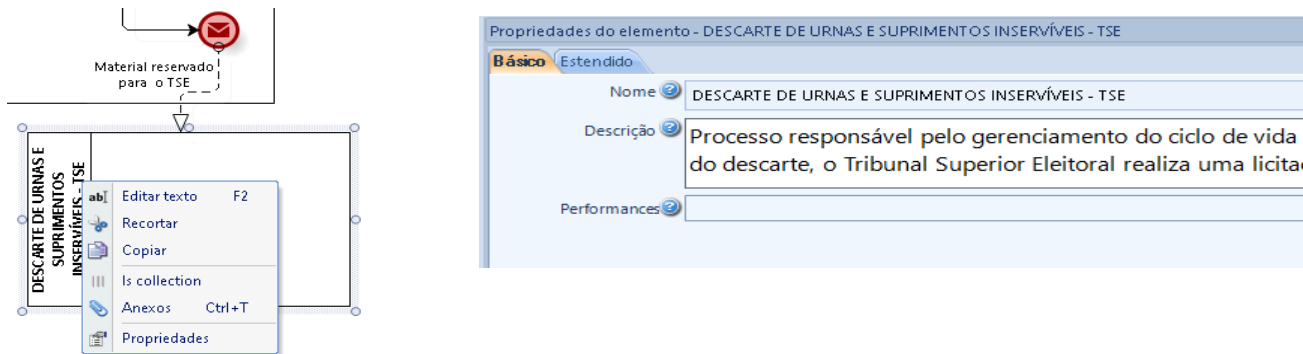 Material reservado
para o TSE
DESCARTE DE URNAS E
SUPRIMENTOS
INSERVÍVEIS - TSE
Editar texto F2
Recortar
Copiar
Is collection
Anexos Ctrl+T
Propriedades
Propriedades do elemento - DESCARTE DE URNAS E SUPRIMENTOS INSERVÍVEIS - TSE
Básico Estendido
Nome DESCARTE DE URNAS E SUPRIMENTOS INSERVÍVEIS - TSE
Descrição Processo responsável pelo gerenciamento do ciclo de vida
do descarte, o Tribunal Superior Eleitoral realiza uma licita
Performances